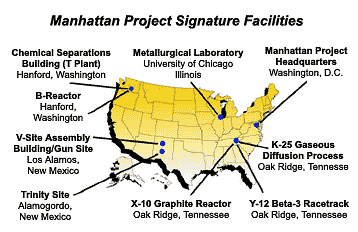 Manhattan Project Signature Facilities
Chemical Separations
Building (T Plant)
Hanford, Washington
Metallurgical Laboratory
University of Chicago
Illinois
Manhattan Project
Headquarters
Washington, D.C.
B-Reactor
Hanford,
Washington
V-Site Assembly
Building/Gun Site
Los Alamos,
New Mexico
K-25 Gaseous
Diffusion Process
Oak Ridge, Tennesse
Trinity Site
Alamogordo,
New Mexico
X-10 Graphite Reactor
Oak Ridge, Tennessee
Y-12 Beta-3 Racetrack
Oak Ridge, Tennessee